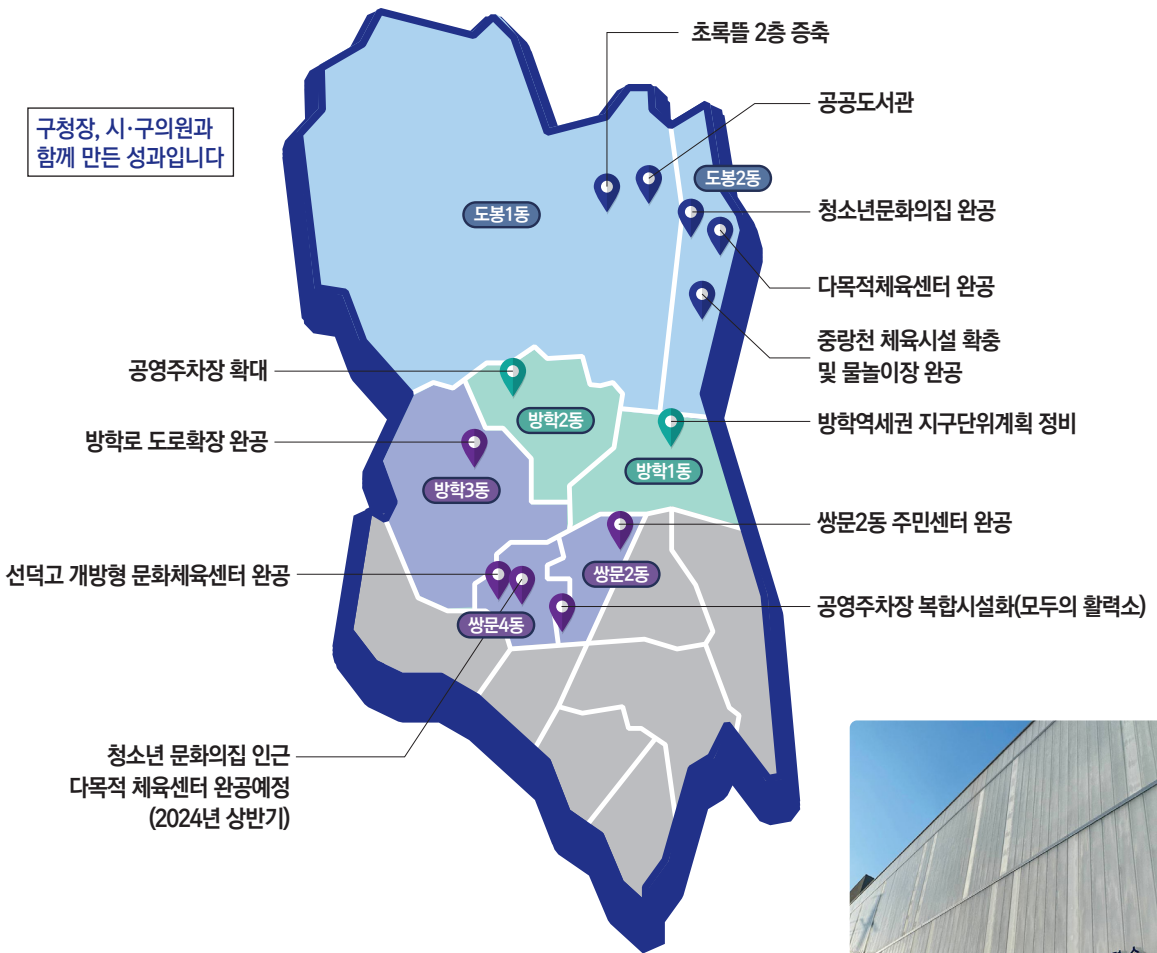 초록뜰 2층 증축
공공도서관
구청장, 시·구의원과
함께 만든 성과입니다
도봉2동
도봉1동
청소년문화의집 완공
다목적체육센터 완공
중랑천 체육시설 확충
및 물놀이장 완공
공영주차장 확대
방학2동
방학역세권 지구단위계획 정비
방학로 도로확장 완공
방학1동
방학3동
쌍문2동 주민센터 완공
선덕고 개방형 문화체육센터 완공
쌍문2동
공영주차장 복합시설화(모두의 활력소)
쌍문4동
청소년 문화의집 인근
다목적 체육센터 완공예정
(2024년 상반기)